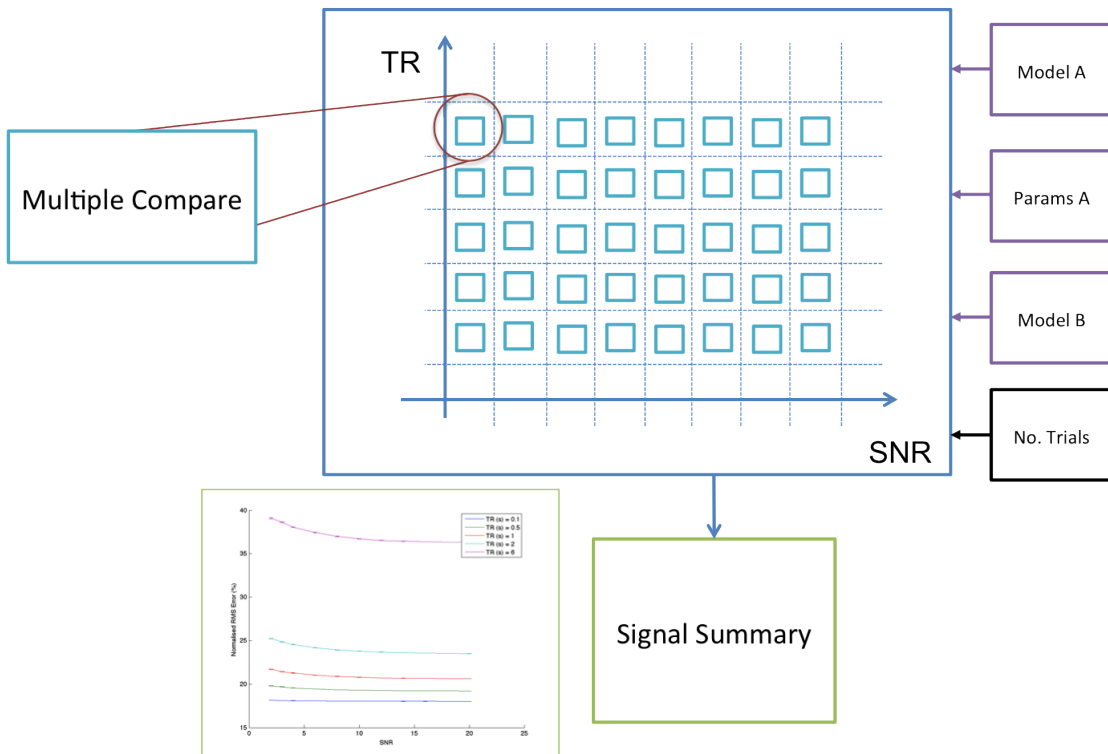 TR
Model A
Multiple Compare
Params A
Model B
No. Trials
SNR
Signal Summary
40
35
30
25
20
15
Normalised RMS Error (%)
TR (s) = 0.1
TR (s) = 0.5
TR (s) = 1
TR (s) = 2
TR (s) = 6
0
5
10
15
20
25
SNR